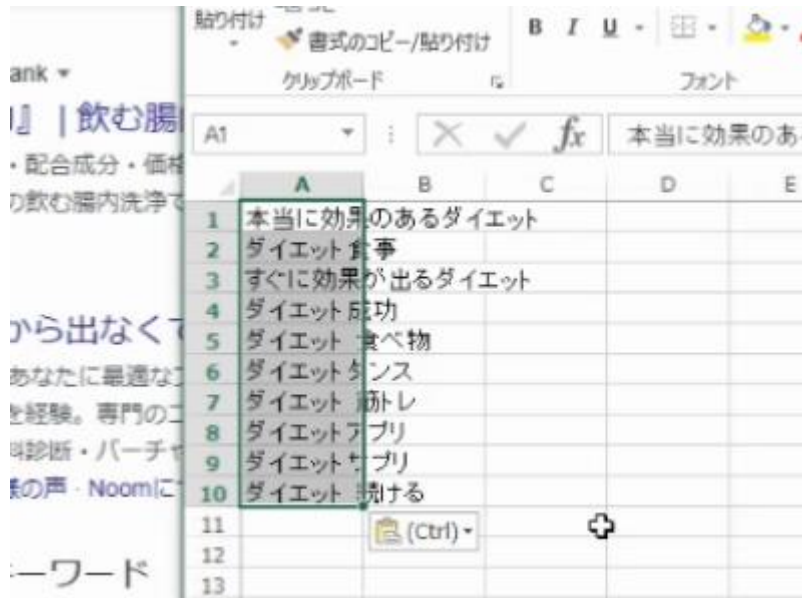 ank
』 | 飲む腸
・配合成分・価格
の飲む腸内洗浄で
から出なくて
あなたに最適な
を経験。専門のコ
料診断・バーチャ
様の声 · Noomに
ーワード
貼り付け
書式のコピー/貼り付け
クリップボード
B I U
フォント
A1
fx
本当に効果のあ
A B C D E
1 本当に効果のあるダイエット
2 ダイエット 食事
3 すぐに効果が出るダイエット
4 ダイエット 成功
5 ダイエット 食べ物
6 ダイエット ダンス
7 ダイエット 筋トレ
8 ダイエット アプリ
9 ダイエット サプリ
10 ダイエット 続ける
11
(Ctrl)
12
13